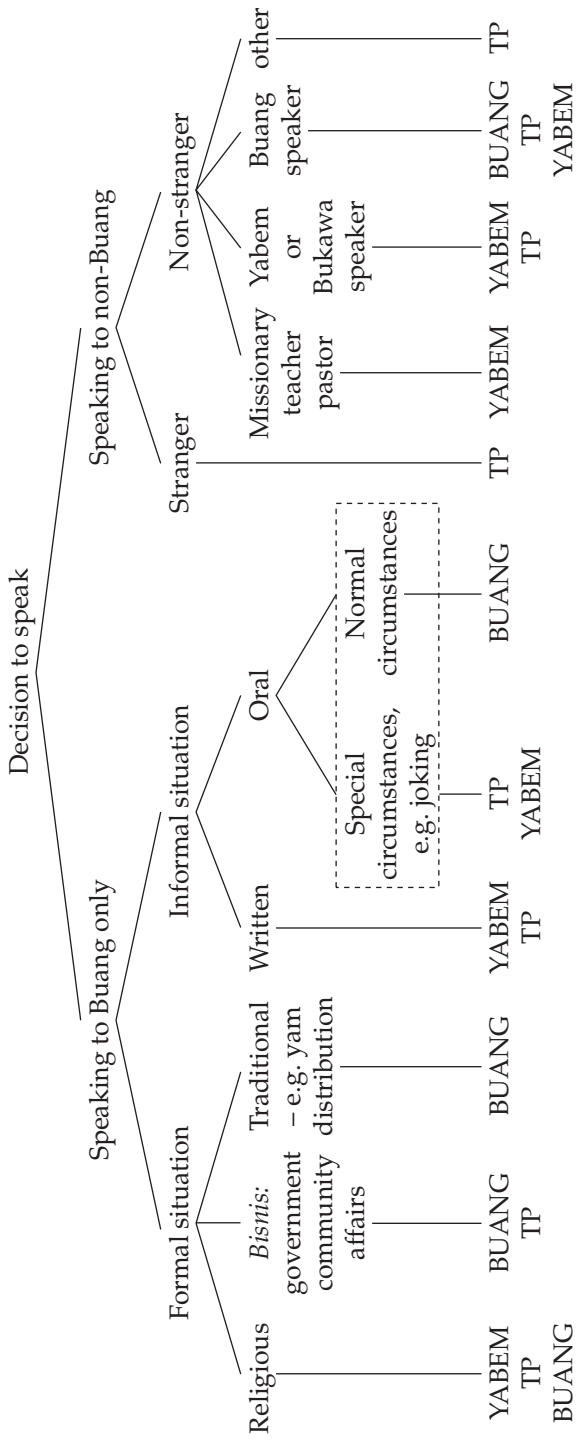 Decision to speak
Speaking to Buang only
Speaking to non-Buang
Formal situation
Informal situation
Stranger
Non-stranger
Religious
Bisnis:
government
community
affairs
Traditional
– e.g. yam
distribution
Written
Oral
Missionary
teacher
pastor
Yabem
or
Bukawa
speaker
Buang
speaker
other
Special
circumstances,
e.g. joking
Normal
circumstances
YABEM
TP
BUANG
BUANG
TP
BUANG
YABEM
TP
TP
YABEM
BUANG
TP
YABEM
YABEM
TP
BUANG
TP
YABEM
TP